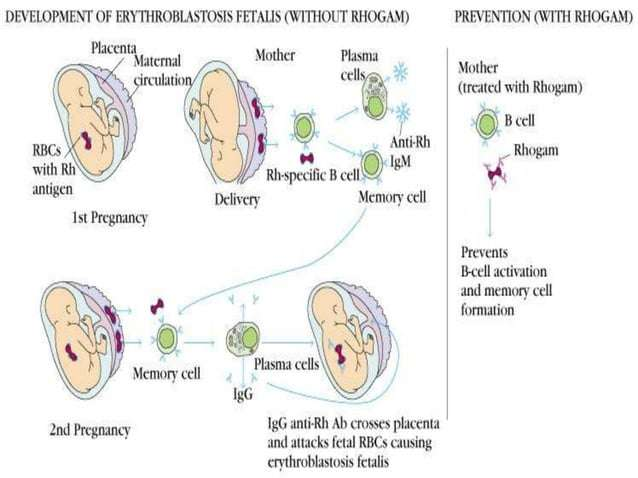 DEVELOPMENT OF ERYTHROBLASTOSIS FETALIS (WITHOUT RHOGAM)
Placenta
Maternal
circulation
RBCs
with Rh
antigen
1st Pregnancy
Mother
Delivery
Rh-specific B cell
Plasma
cells
Anti-Rh
IgM
Memory cell
2nd Pregnancy
Memory cell
Plasma cells
IgG
IgG anti-Rh Ab crosses placenta
and attacks fetal RBCs causing
erythroblastosis fetalis
PREVENTION (WITH RHOGAM)
Mother
(treated with Rhogam)
B cell
Rhogam
Prevents
B-cell activation
and memory cell
formation